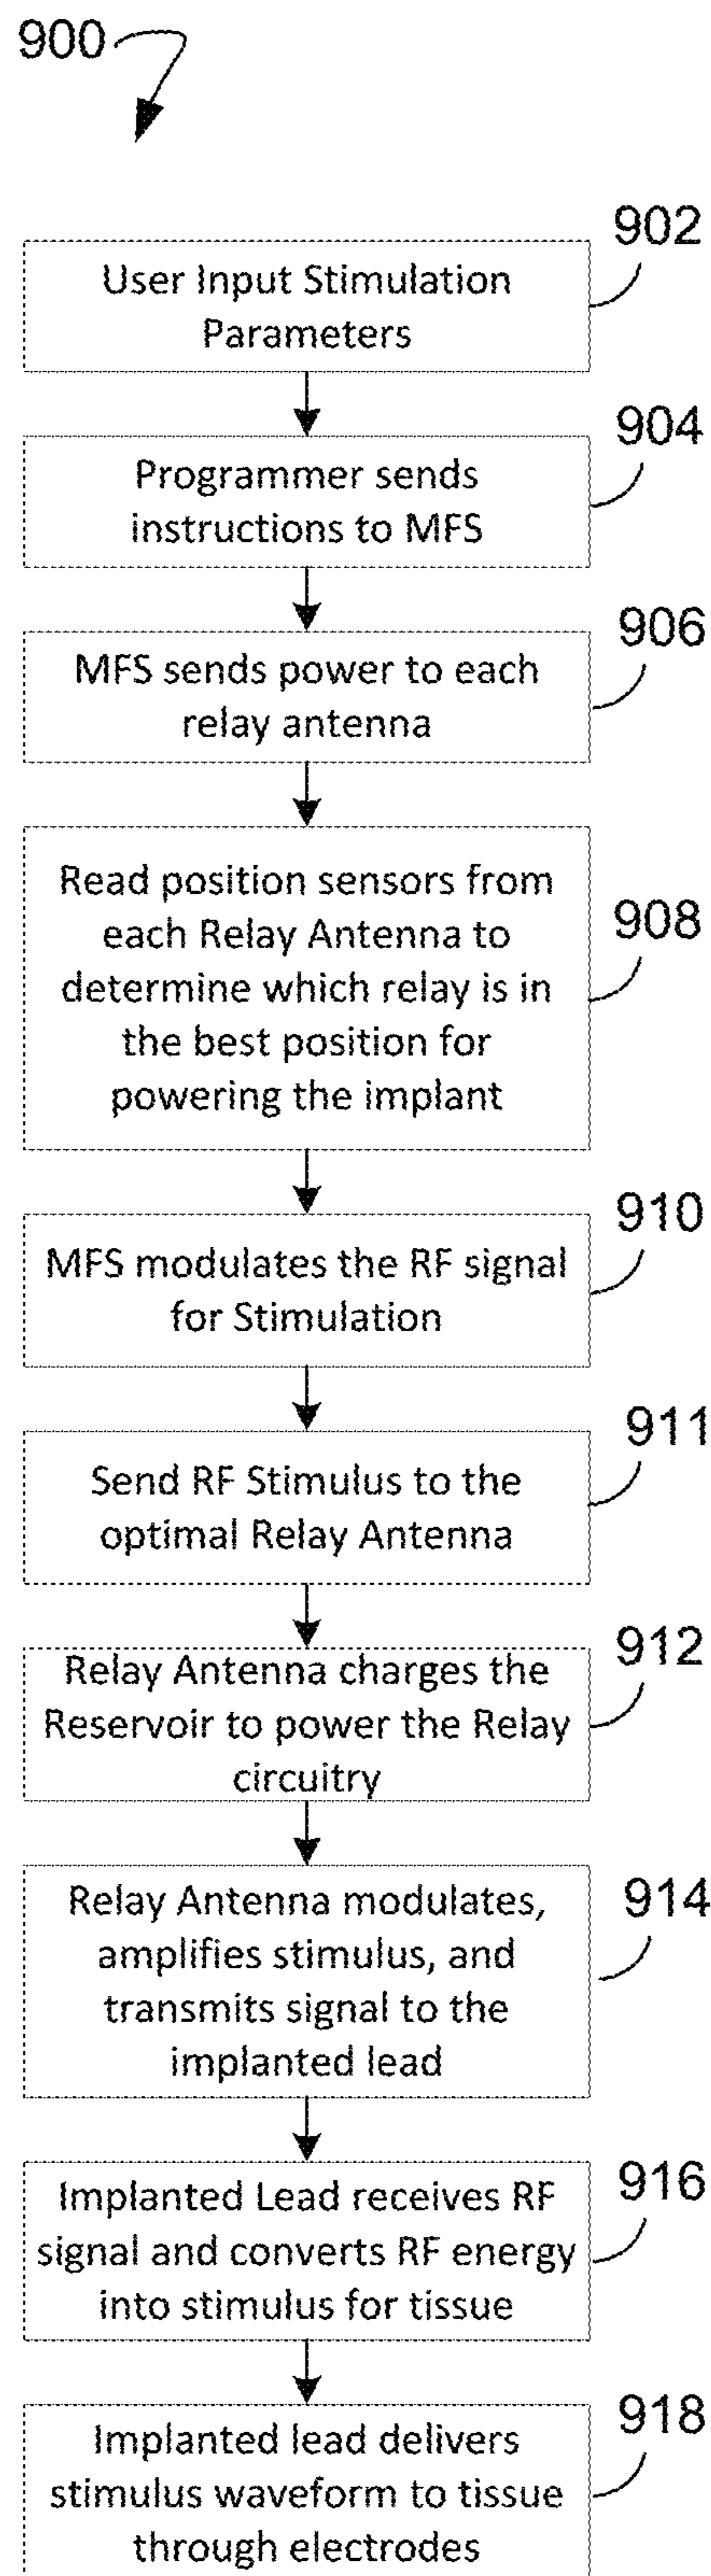 900
902
User Input Stimulation
Parameters
904
Programmer sends
instructions to MFS
906
MFS sends power to each
relay antenna
908
Read position sensors from
each Relay Antenna to
determine which relay is in
the best position for
powering the implant
910
MFS modulates the RF signal
for Stimulation
911
Send RF Stimulus to the
optimal Relay Antenna
912
Relay Antenna charges the
Reservoir to power the Relay
circuitry
914
Relay Antenna modulates,
amplifies stimulus, and
transmits signal to the
implanted lead
916
Implanted Lead receives RF
signal and converts RF energy
into stimulus for tissue
918
Implanted lead delivers
stimulus waveform to tissue
through electrodes